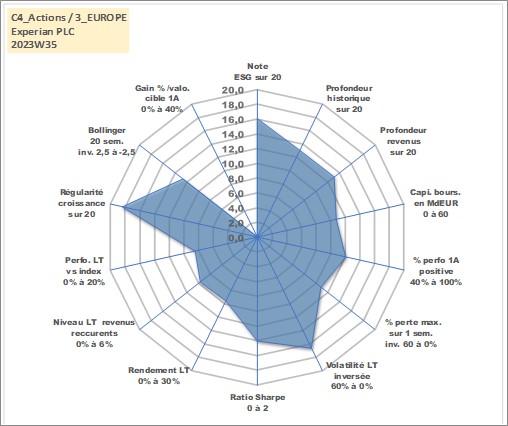 C4_Actions / 3_EUROPE
Experian PLC
2023W35
Note
ESG sur 20
Profondeur
historique
sur 20
Profondeur
revenus
sur 20
Capi. bours.
en MdEUR
0 à 60
% perfo 1A
positive
40% à 100%
% perte max.
sur 1 sem.
inv. 60 à 0%
Volatilité LT
inversée
60% à 0%
Ratio Sharpe
0 à 2
Rendement LT
0% à 30%
Niveau LT revenus
reccurents
0% à 6%
Perfo. LT
vs index
0% à 20%
Régularité
croissance
sur 20
Bollinger
20 sem.
inv. 2,5 à -2,5
Gain % /valo.
cible 1A
0% à 40%
20,0
18,0
16,0
14,0
12,0
10,0
8,0
6,0
4,0
2,0
0,0